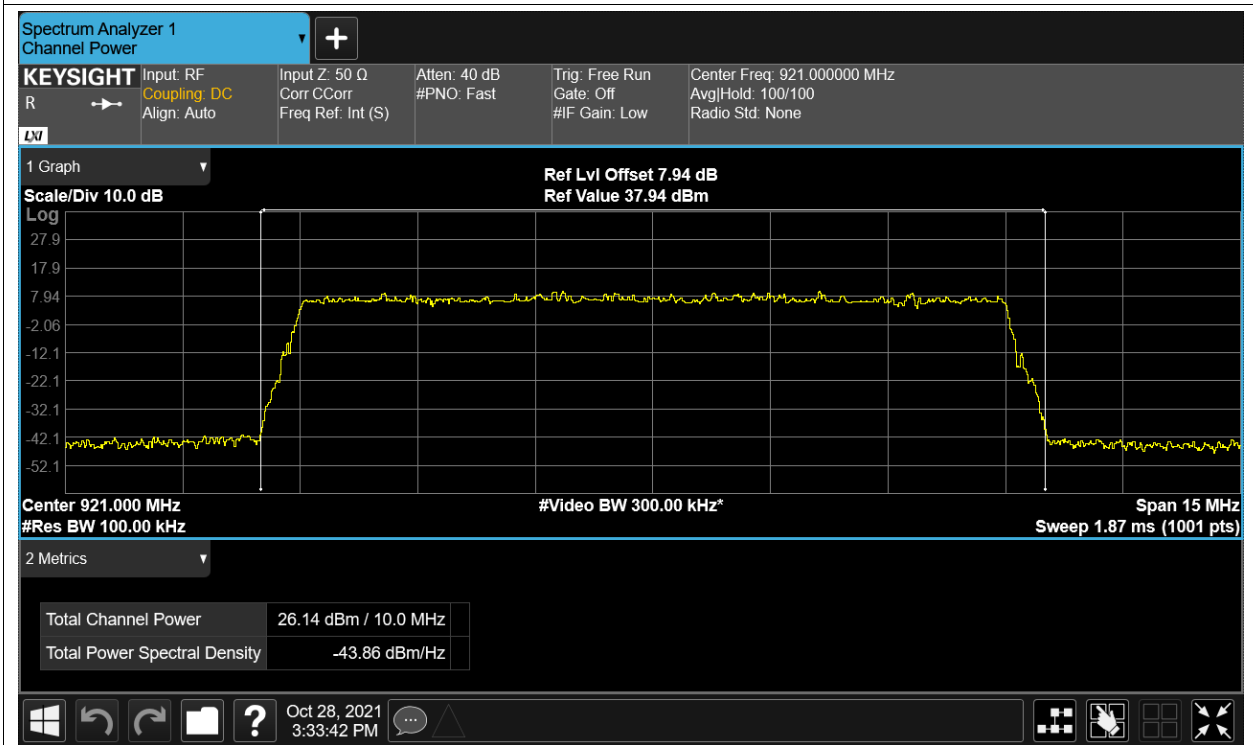 Spectrum Analyzer 1
Channel Power
KEYSIGHT
R
LXI
Input: RF
Coupling: DC
Align: Auto
Input Z: 50 Ω
Corr CCorr
Freq Ref: Int (S)
Atten: 40 dB
#PNO: Fast
Trig: Free Run
Gate: Off
#IF Gain: Low
Center Freq: 921.000000 MHz
Avg|Hold: 100/100
Radio Std: None
1 Graph
Scale/Div 10.0 dB
Ref Lvl Offset 7.94 dB
Ref Value 37.94 dBm
Log
27.9
17.9
7.94
-2.06
-12.1
-22.1
-32.1
-42.1
-52.1
Center 921.000 MHz
#Res BW 100.00 kHz
#Video BW 300.00 kHz*
Span 15 MHz
Sweep 1.87 ms (1001 pts)
2 Metrics
Total Channel Power 26.14 dBm / 10.0 MHz
Total Power Spectral Density -43.86 dBm/Hz
?
Oct 28, 2021
3:33:42 PM